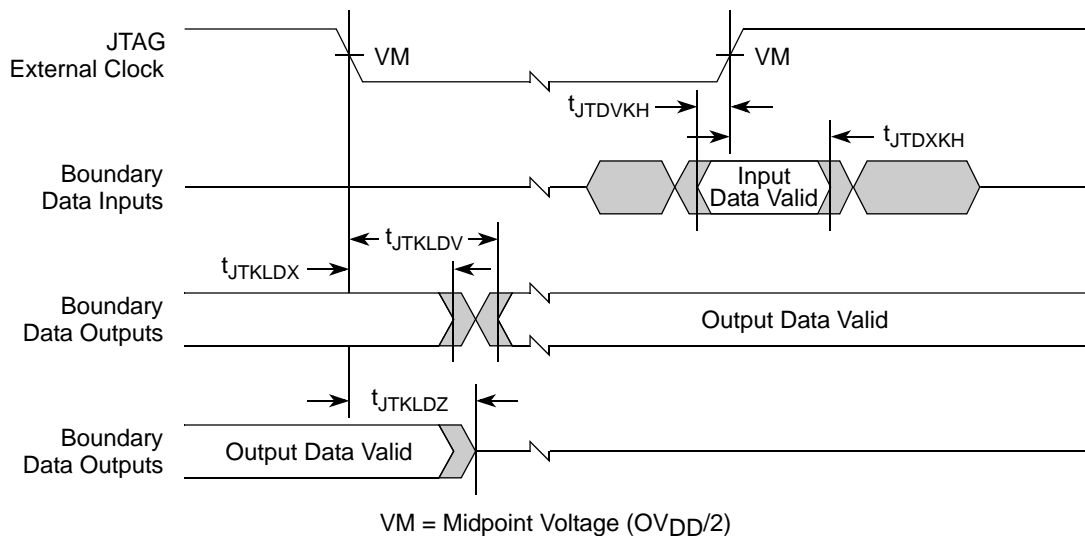 JTAG
External Clock
VM
VM
tJTDVKH
tJTDXKH
Boundary
Data Inputs
Input
Data Valid
tJTKLDV
tJTKLDX
Boundary
Data Outputs
Output Data Valid
tJTKLDZ
Boundary
Data Outputs
Output Data Valid
VM = Midpoint Voltage (OVDD/2)